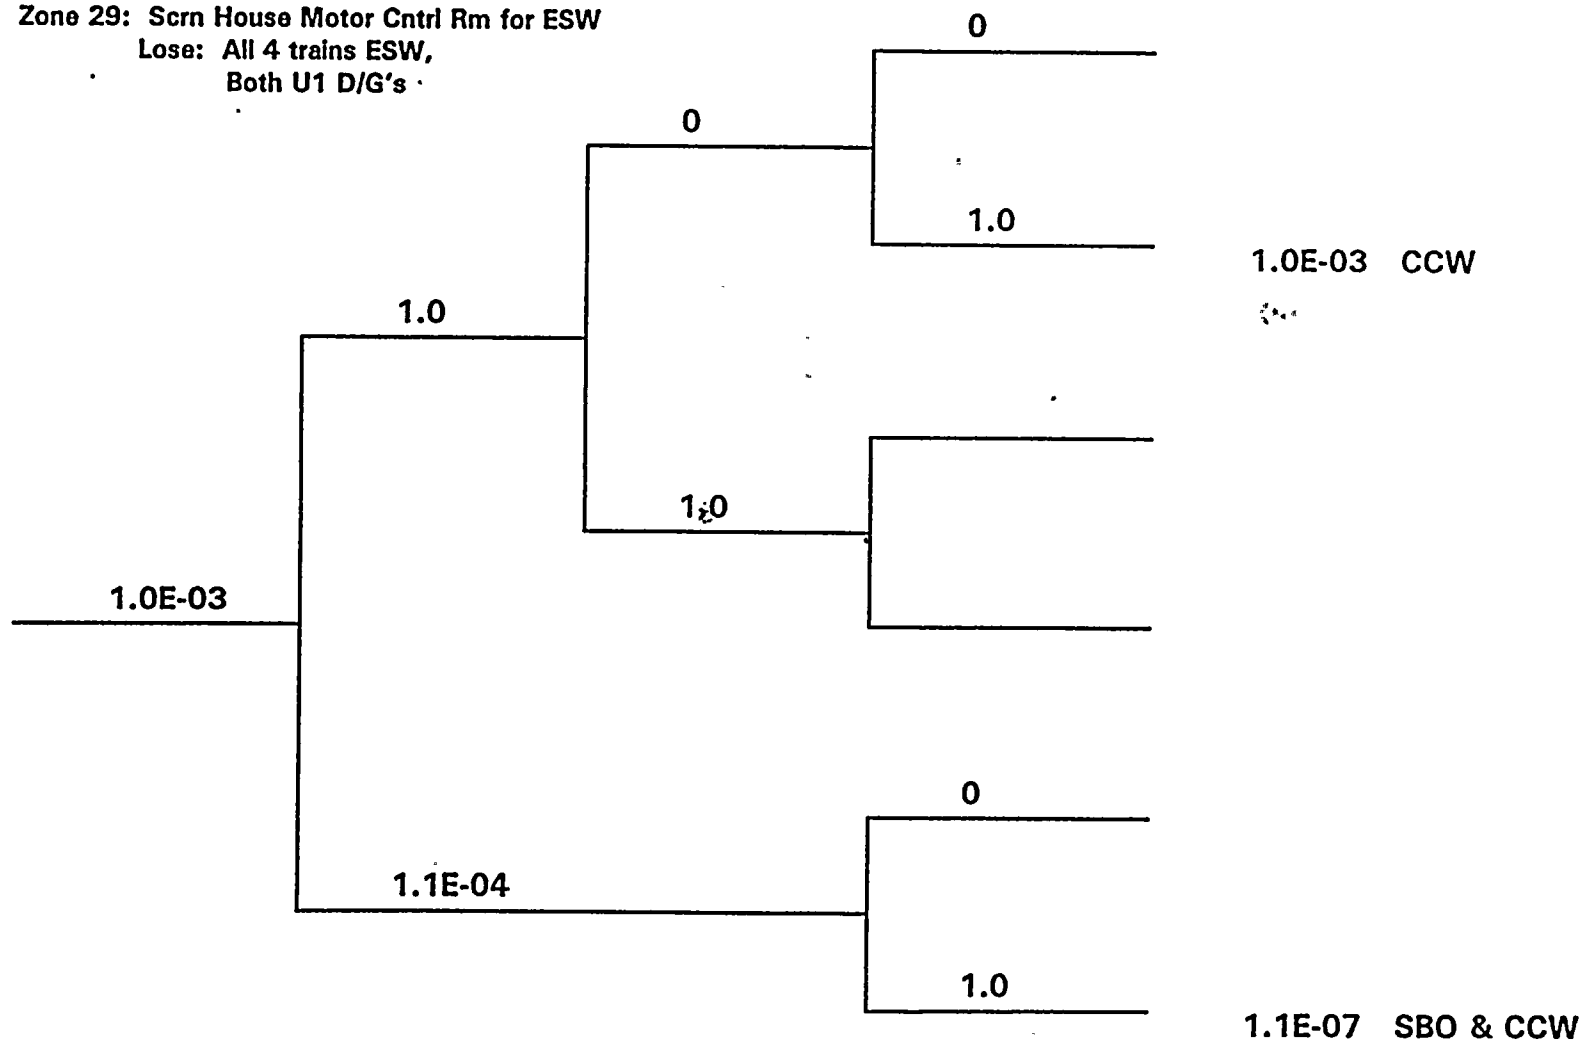 Zone 29: Scrn House Motor Cntrl Rm for ESW
Lose: All 4 trains ESW,
Both U1 D/G's
0
0
1.0
1.0E-03 CCW
1.0
1.0
1.0E-03
0
1.1E-04
1.0
1.1E-07 SBO & CCW